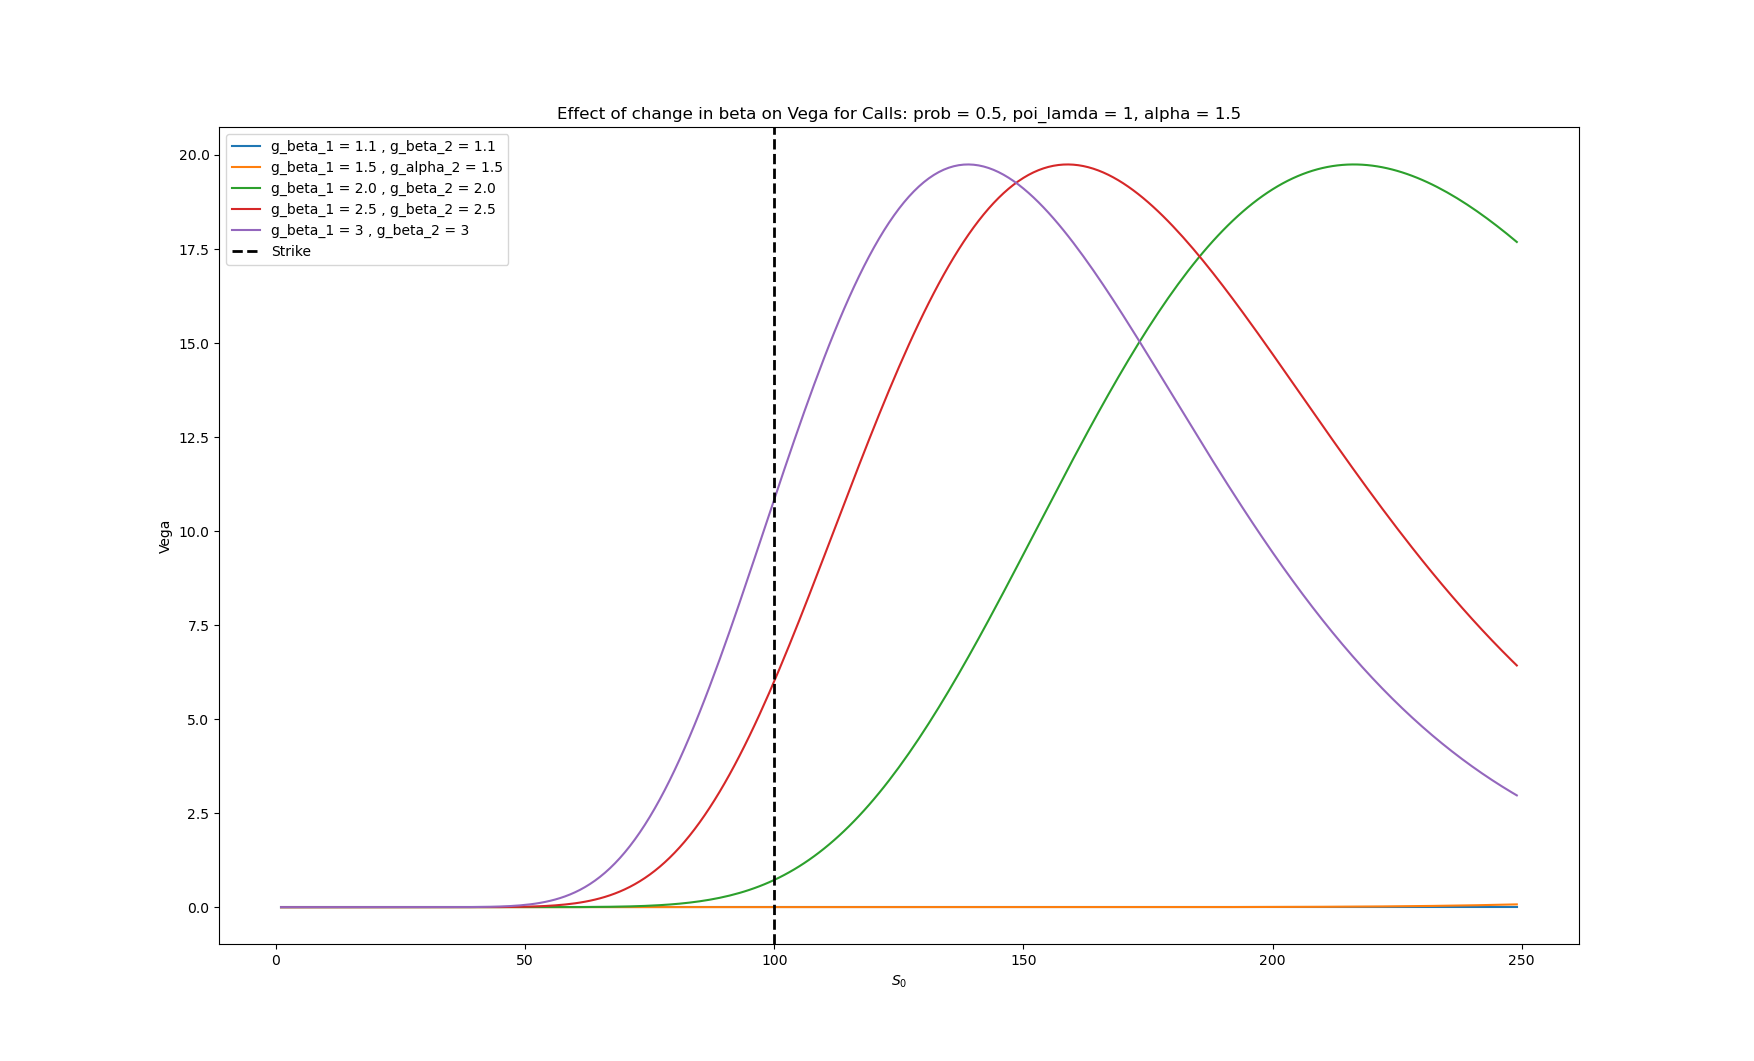 Effect of change in beta on Vega for Calls: prob = 0.5, poi_lamda = 1, alpha = 1.5
g_beta_1 = 1.1 , g_beta_2 = 1.1
g_beta_1 = 1.5 , g_alpha_2 = 1.5
g_beta_1 = 2.0 , g_beta_2 = 2.0
g_beta_1 = 2.5 , g_beta_2 = 2.5
g_beta_1 = 3 , g_beta_2 = 3
Strike
20.0
17.5
15.0
12.5
10.0
7.5
5.0
2.5
0.0
Vega
0
50
100
150
200
250
S₀